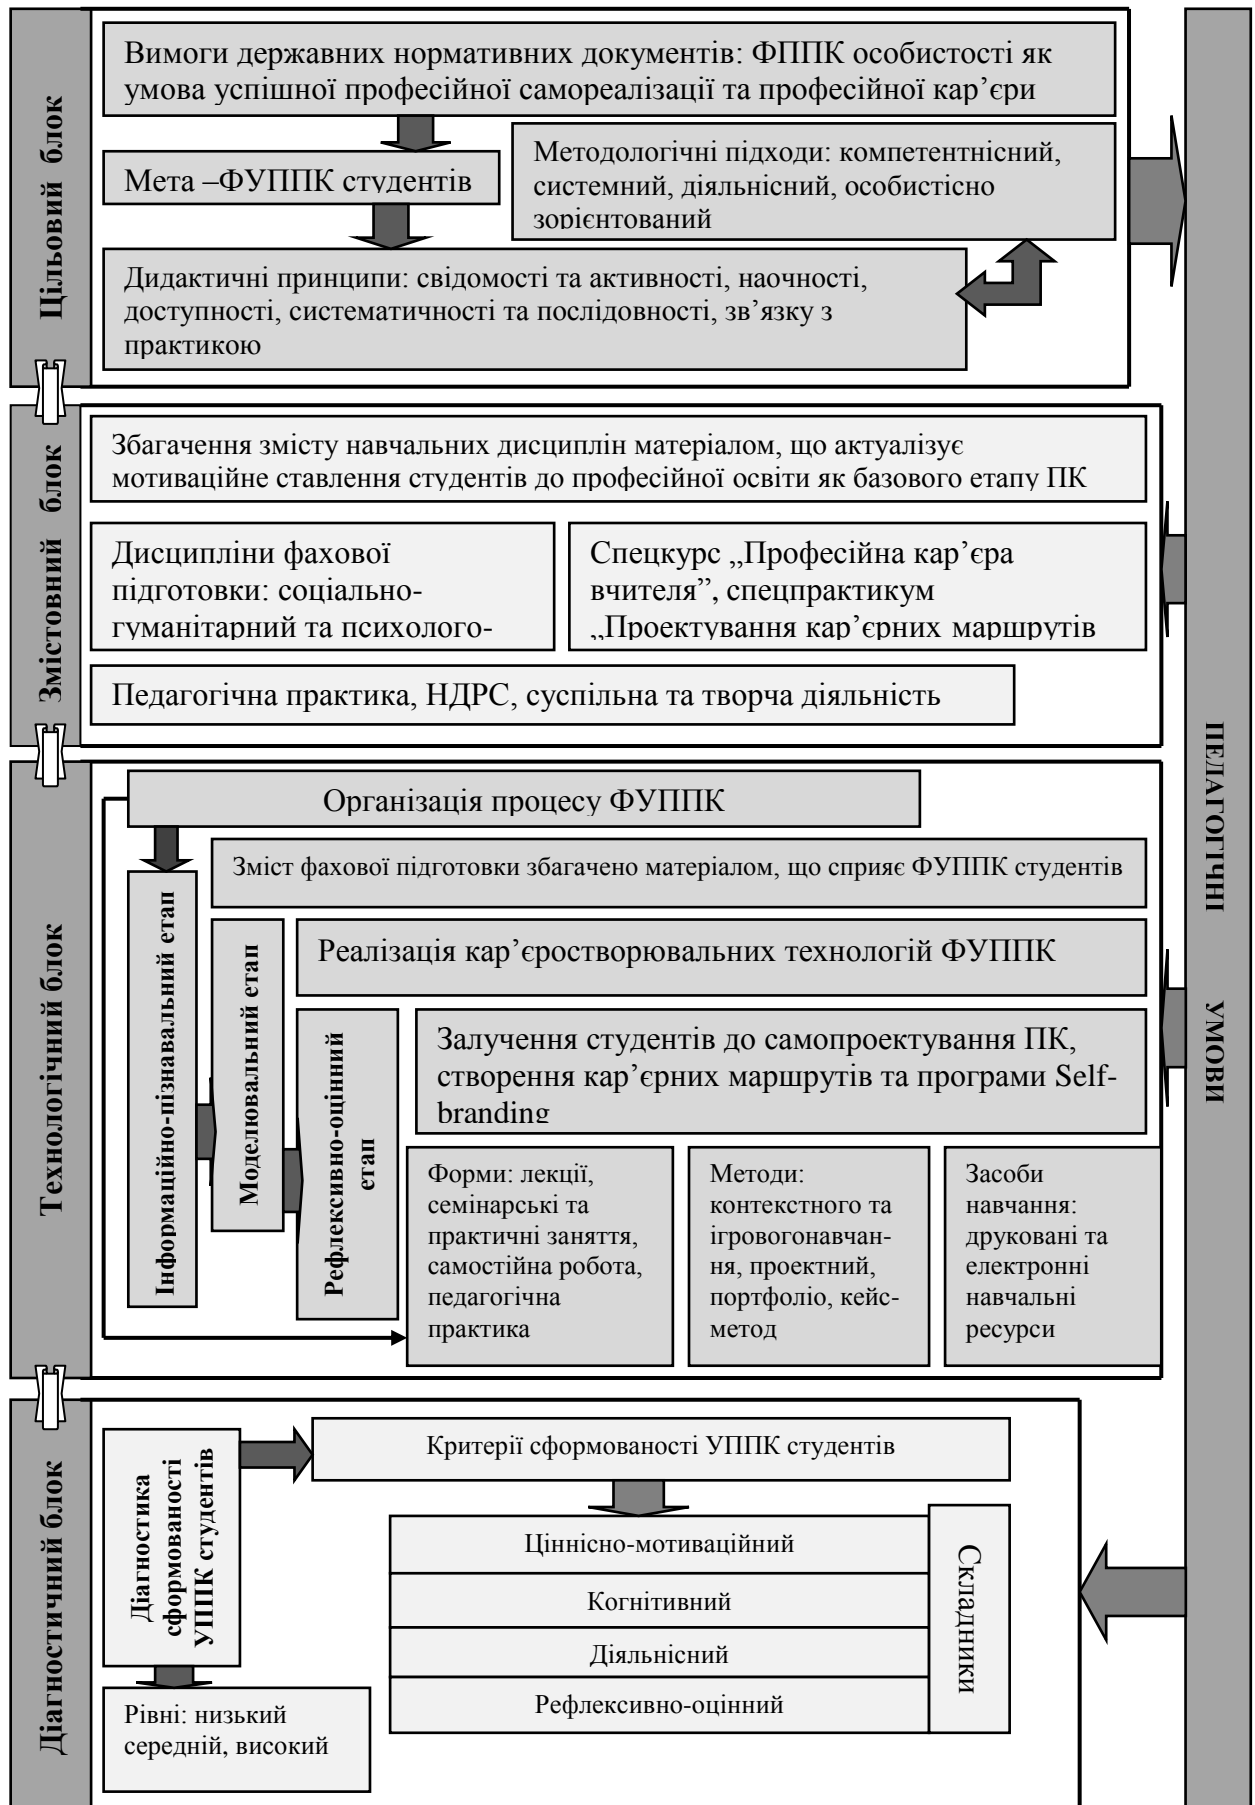 Цільовий блок
Вимоги державних нормативних документів: ФППК особистості як
умова успішної професійної самореалізації та професійної кар’єри
Мета –ФУППК студентів
Методологічні підходи: компетентнісний,
системний, діяльнісний, особистісно
зорієнтований
Дидактичні принципи: свідомості та активності, наочності,
доступності, систематичності та послідовності, зв’язку з
практикою
Змістовний блок
Збагачення змісту навчальних дисциплін матеріалом, що актуалізує
мотиваційне ставлення студентів до професійної освіти як базового етапу ПК
Дисципліни фахової
підготовки: соціально-
гуманітарний та психолого-
Спецкурс „Професійна кар’єра
вчителя”, спецпрактикум
„Проектування кар’єрних маршрутів
Педагогічна практика, НДРС, суспільна та творча діяльність
Технологічний блок
Організація процесу ФУППК
Інформаційно-пізнавальний етап
Зміст фахової підготовки збагачено матеріалом, що сприяє ФУППК студентів
Моделювальний етап
Реалізація кар’єростворювальних технологій ФУППК
Рефлексивно-оцінний
етап
Залучення студентів до самопроектування ПК,
створення кар’єрних маршрутів та програми Self-
branding
Форми: лекції,
семінарські та
практичні заняття,
самостійна робота,
педагогічна
практика
Методи:
контекстного та
ігровогонавчан-
ня, проектний,
портфоліо, кейс-
метод
Засоби
навчання:
друковані та
електронні
навчальні
ресурси
Діагностичний блок
Діагностика
сформованості
УППК студентів
Критерії сформованості УППК студентів
Ціннісно-мотиваційний
Когнітивний
Діяльнісний
Рефлексивно-оцінний
Складники
Рівні: низький
середній, високий
ПЕДАГОГІЧНІ УМОВИ